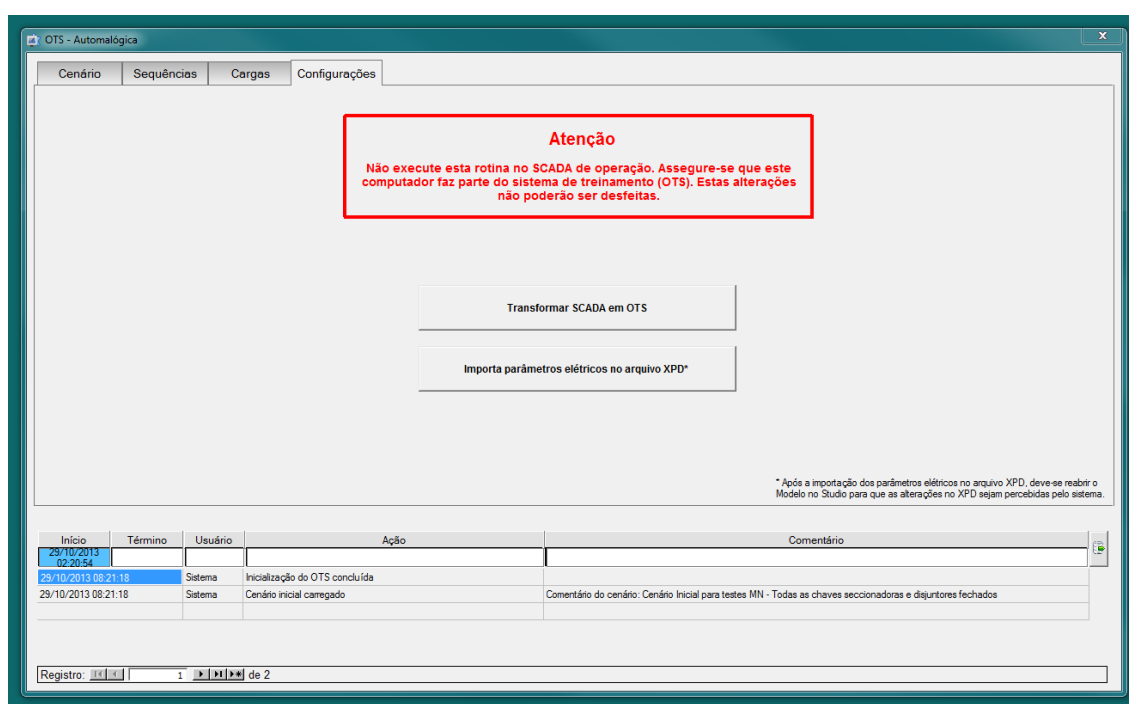 OTS - Automalógica
x
Cenário Sequências Cargas Configurações
Atenção
Não execute esta rotina no SCADA de operação. Assegure-se que este
computador faz parte do sistema de treinamento (OTS). Estas alterações
não poderão ser desfeitas.
Transformar SCADA em OTS
Importa parâmetros elétricos no arquivo XPD*
* Após a importação dos parâmetros elétricos no arquivo XPD, deve-se reabrir o
Modelo no Studio para que as alterações no XPD sejam percebidas pelo sistema.
Início Término Usuário Ação Comentário
29/10/2013
02:20:54
29/10/2013 08:21:18 Sistema Inicialização do OTS concluída
29/10/2013 08:21:18 Sistema Cenário inicial carregado Comentário do cenário: Cenário Inicial para testes MN - Todas as chaves seccionadoras e disjuntores fechados
Registro: 1 de 2